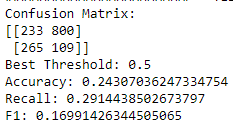 Confusion Matrix:
[[233 800]
 [265 109]]
Best Threshold: 0.5
Accuracy: 0.24307036247334754
Recall: 0.2914438502673797
F1: 0.16991426344505065